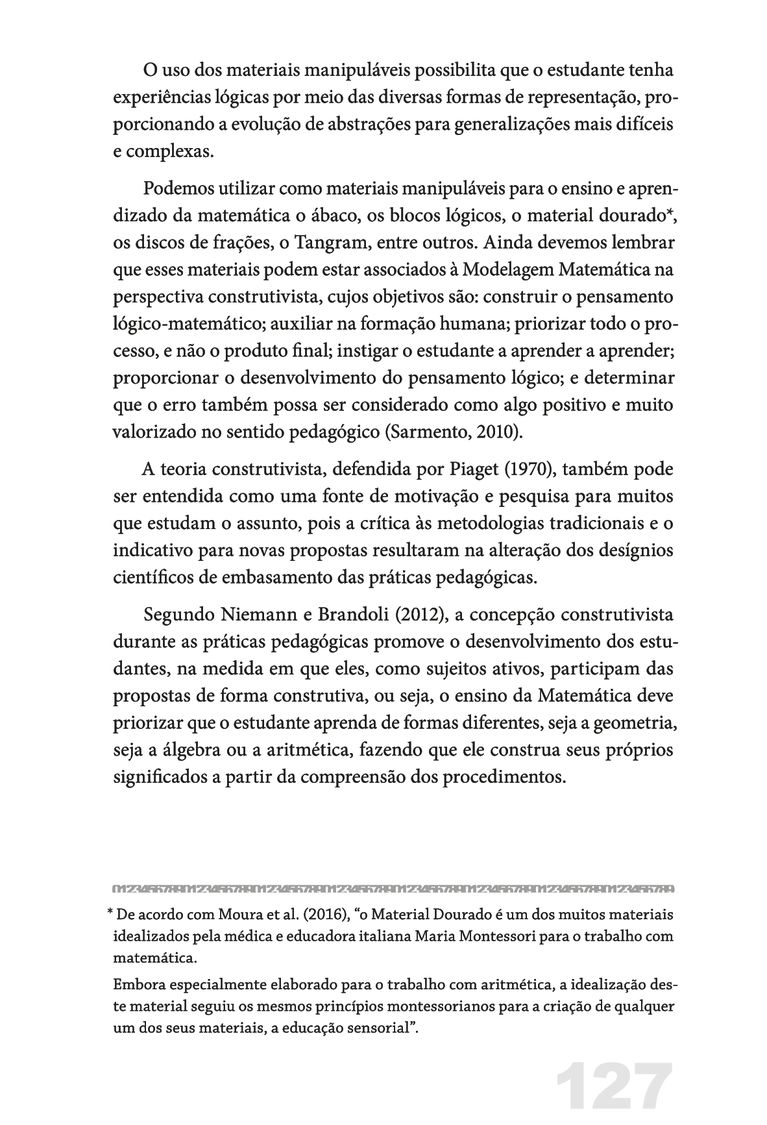 O uso dos materiais manipuláveis possibilita que o estudante tenha
experiências lógicas por meio das diversas formas de representação, pro-
porcionando a evolução de abstrações para generalizações mais difíceis
e complexas.
Podemos utilizar como materiais manipuláveis para o ensino e apren-
dizado da matemática o ábaco, os blocos lógicos, o material dourado*,
os discos de frações, o Tangram, entre outros. Ainda devemos lembrar
que esses materiais podem estar associados à Modelagem Matemática na
perspectiva construtivista, cujos objetivos são: construir o pensamento
lógico-matemático; auxiliar na formação humana; priorizar todo o pro-
cesso, e não o produto final; instigar o estudante a aprender a aprender;
proporcionar o desenvolvimento do pensamento lógico; e determinar
que o erro também possa ser considerado como algo positivo e muito
valorizado no sentido pedagógico (Sarmento, 2010).
A teoria construtivista, defendida por Piaget (1970), também pode
ser entendida como uma fonte de motivação e pesquisa para muitos
que estudam o assunto, pois a crítica às metodologias tradicionais e o
indicativo para novas propostas resultaram na alteração dos desígnios
científicos de embasamento das práticas pedagógicas.
Segundo Niemann e Brandoli (2012), a concepção construtivista
durante as práticas pedagógicas promove o desenvolvimento dos estu-
dantes, na medida em que eles, como sujeitos ativos, participam das
propostas de forma construtiva, ou seja, o ensino da Matemática deve
priorizar que o estudante aprenda de formas diferentes, seja a geometria,
seja a álgebra ou a aritmética, fazendo que ele construa seus próprios
significados a partir da compreensão dos procedimentos.
0123456789012345678901234567890123456789012345678901234567890123456789
* De acordo com Moura et al. (2016), “o Material Dourado é um dos muitos materiais
idealizados pela médica e educadora italiana Maria Montessori para o trabalho com
matemática.
Embora especialmente elaborado para o trabalho com aritmética, a idealização des-
te material seguiu os mesmos princípios montessorianos para a criação de qualquer
um dos seus materiais, a educação sensorial”.
127